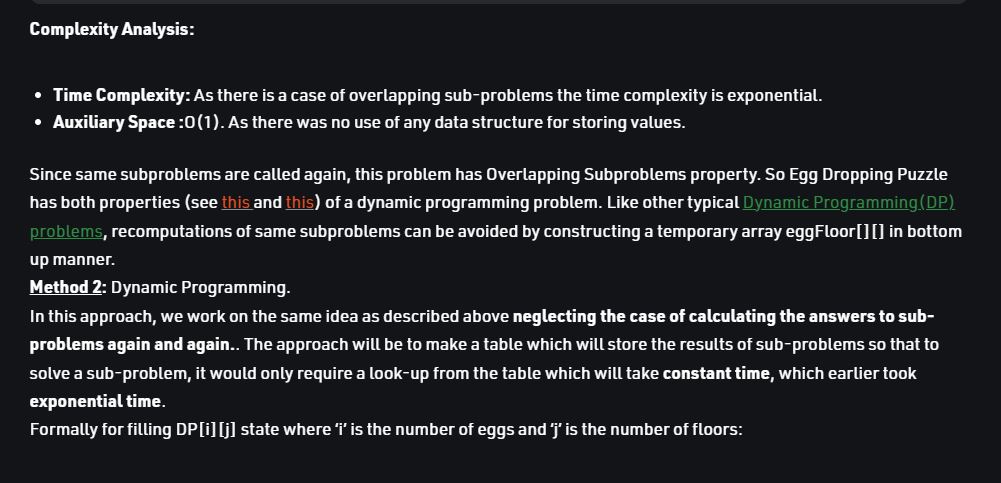 Complexity Analysis:
• Time Complexity: As there is a case of overlapping sub-problems the time complexity is exponential.
• Auxiliary Space :O(1). As there was no use of any data structure for storing values.
Since same subproblems are called again, this problem has Overlapping Subproblems property. So Egg Dropping Puzzle
has both properties (see this and this) of a dynamic programming problem. Like other typical Dynamic Programming(DP)
problems, recomputations of same subproblems can be avoided by constructing a temporary array eggFloor[][] in bottom
up manner.
Method 2: Dynamic Programming.
In this approach, we work on the same idea as described above neglecting the case of calculating the answers to sub-
problems again and again.. The approach will be to make a table which will store the results of sub-problems so that to
solve a sub-problem, it would only require a look-up from the table which will take constant time, which earlier took
exponential time.
Formally for filling DP[i][j] state where ‘i’ is the number of eggs and ‘j’ is the number of floors: